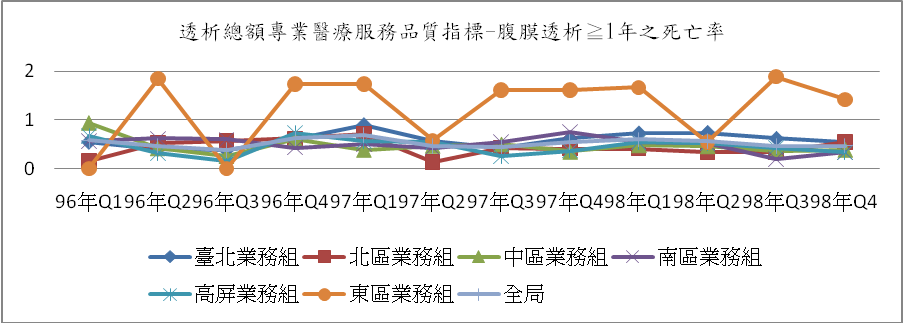 透析總額專業醫療服務品質指標-腹膜透析≧1年之死亡率
2
1
0
96年Q1 96年Q2 96年Q3 96年Q4 97年Q1 97年Q2 97年Q3 97年Q4 98年Q1 98年Q2 98年Q3 98年Q4
臺北業務組 北區業務組 中區業務組 南區業務組
高屏業務組 東區業務組 全局